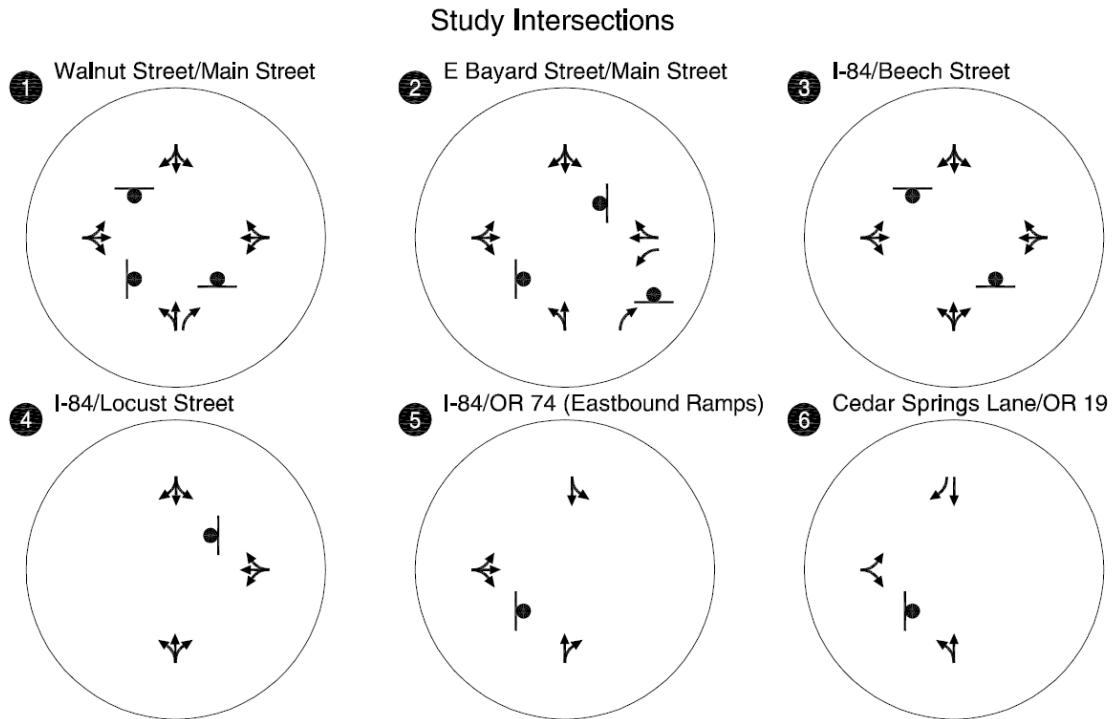 Study Intersections
1 Walnut Street/Main Street
2 E Bayard Street/Main Street
3 I-84/Beech Street
4 I-84/Locust Street
5 I-84/OR 74 (Eastbound Ramps)
6 Cedar Springs Lane/OR 19